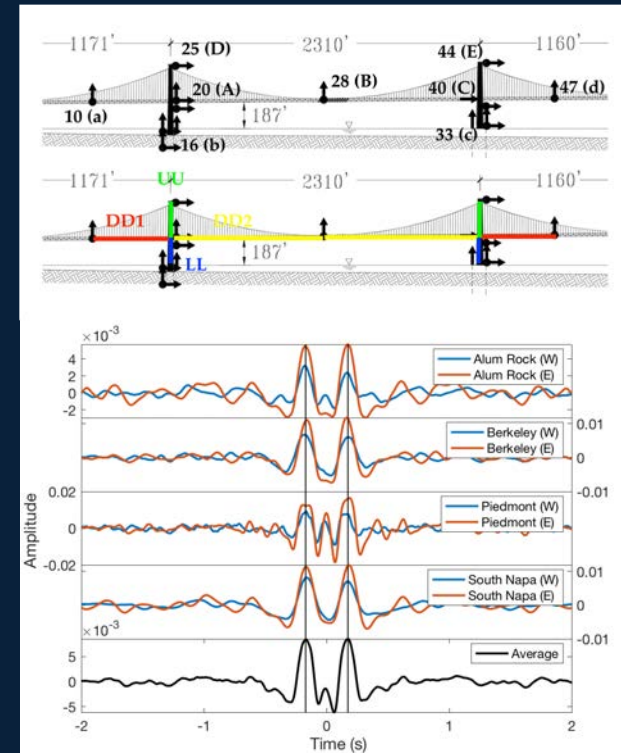 1171' 2310' 1160'
25 (D) 44 (E)
20 (A) 28 (B) 40 (C) 47 (d)
10 (a) 187' 33 (c)
16 (b)
1171' 2310' 1160'
UU
DD1 DD2
187'
LL
×10⁻³
4
2
0
-2
Alum Rock (W)
Alum Rock (E)
0.01
0
-0.01
Berkeley (W)
Berkeley (E)
0.02
0
-0.02
Piedmont (W)
Piedmont (E)
0.01
0
-0.01
South Napa (W)
South Napa (E)
×10⁻³
5
0
-5
Average
Amplitude
-2 -1 0 1 2
Time (s)